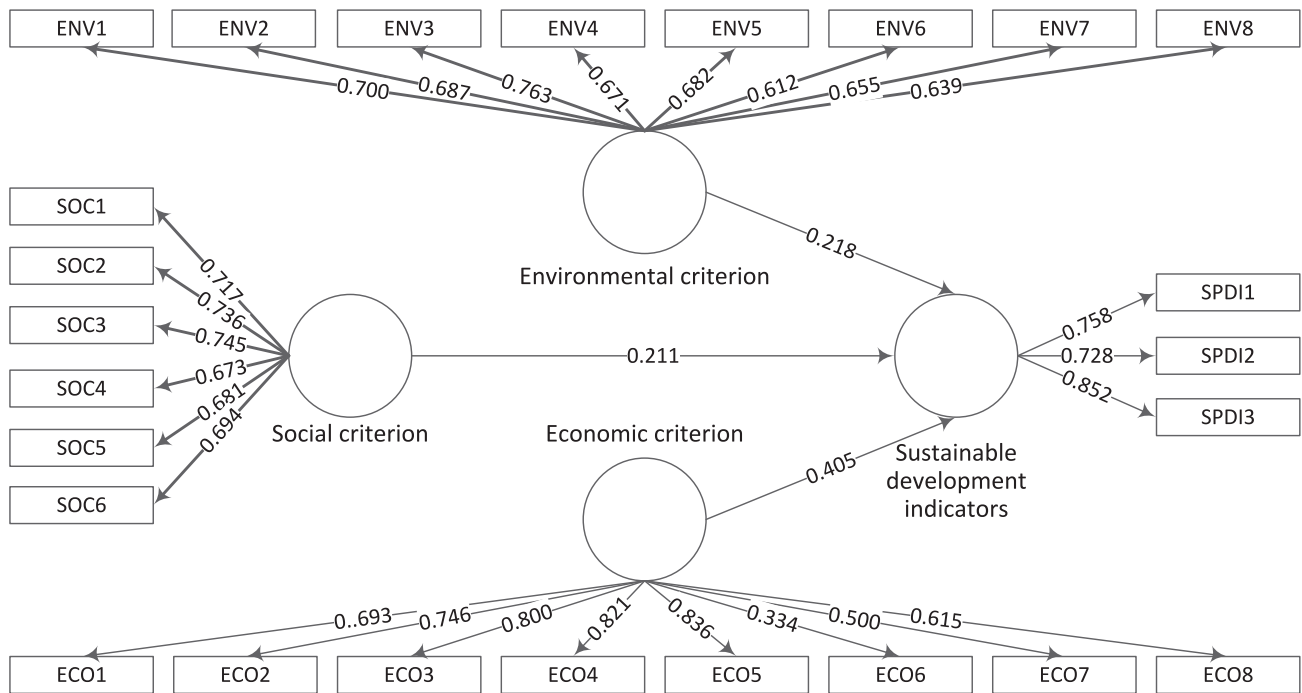 ENV1
ENV2
ENV3
ENV4
ENV5
ENV6
ENV7
ENV8
0.700
0.687
0.763
0.671
0.682
0.612
0.655
0.639
Environmental criterion
0.218
SOC1
SOC2
SOC3
SOC4
SOC5
SOC6
0.717
0.736
0.745
0.673
0.681
0.694
Social criterion
0.211
Economic criterion
0.405
Sustainable
development
indicators
0.758
0.728
0.852
SPDI1
SPDI2
SPDI3
0..693
0.746
0.800
0.821
0.836
0.334
0.500
0.615
ECO1
ECO2
ECO3
ECO4
ECO5
ECO6
ECO7
ECO8